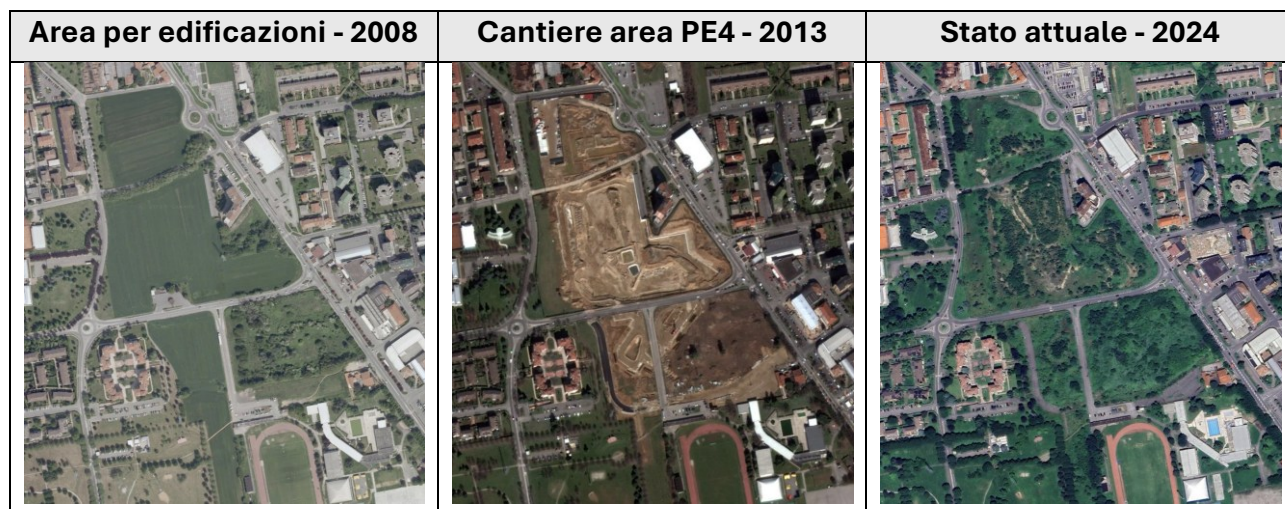 Area per edificazioni - 2008
Cantiere area PE4 - 2013
Stato attuale - 2024